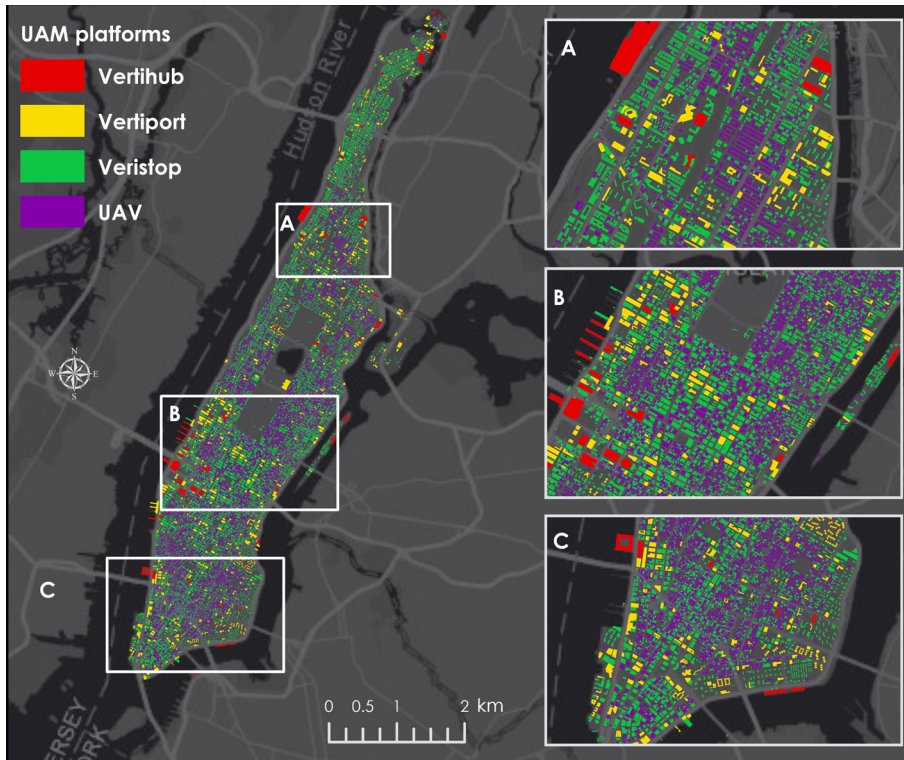 UAM platforms
Vertihub
Vertiport
Veristop
UAV
Hudson River
A
B
C
N
W E
S
0 0.5 1 2 km
ERSEY
ORK
A
B
C